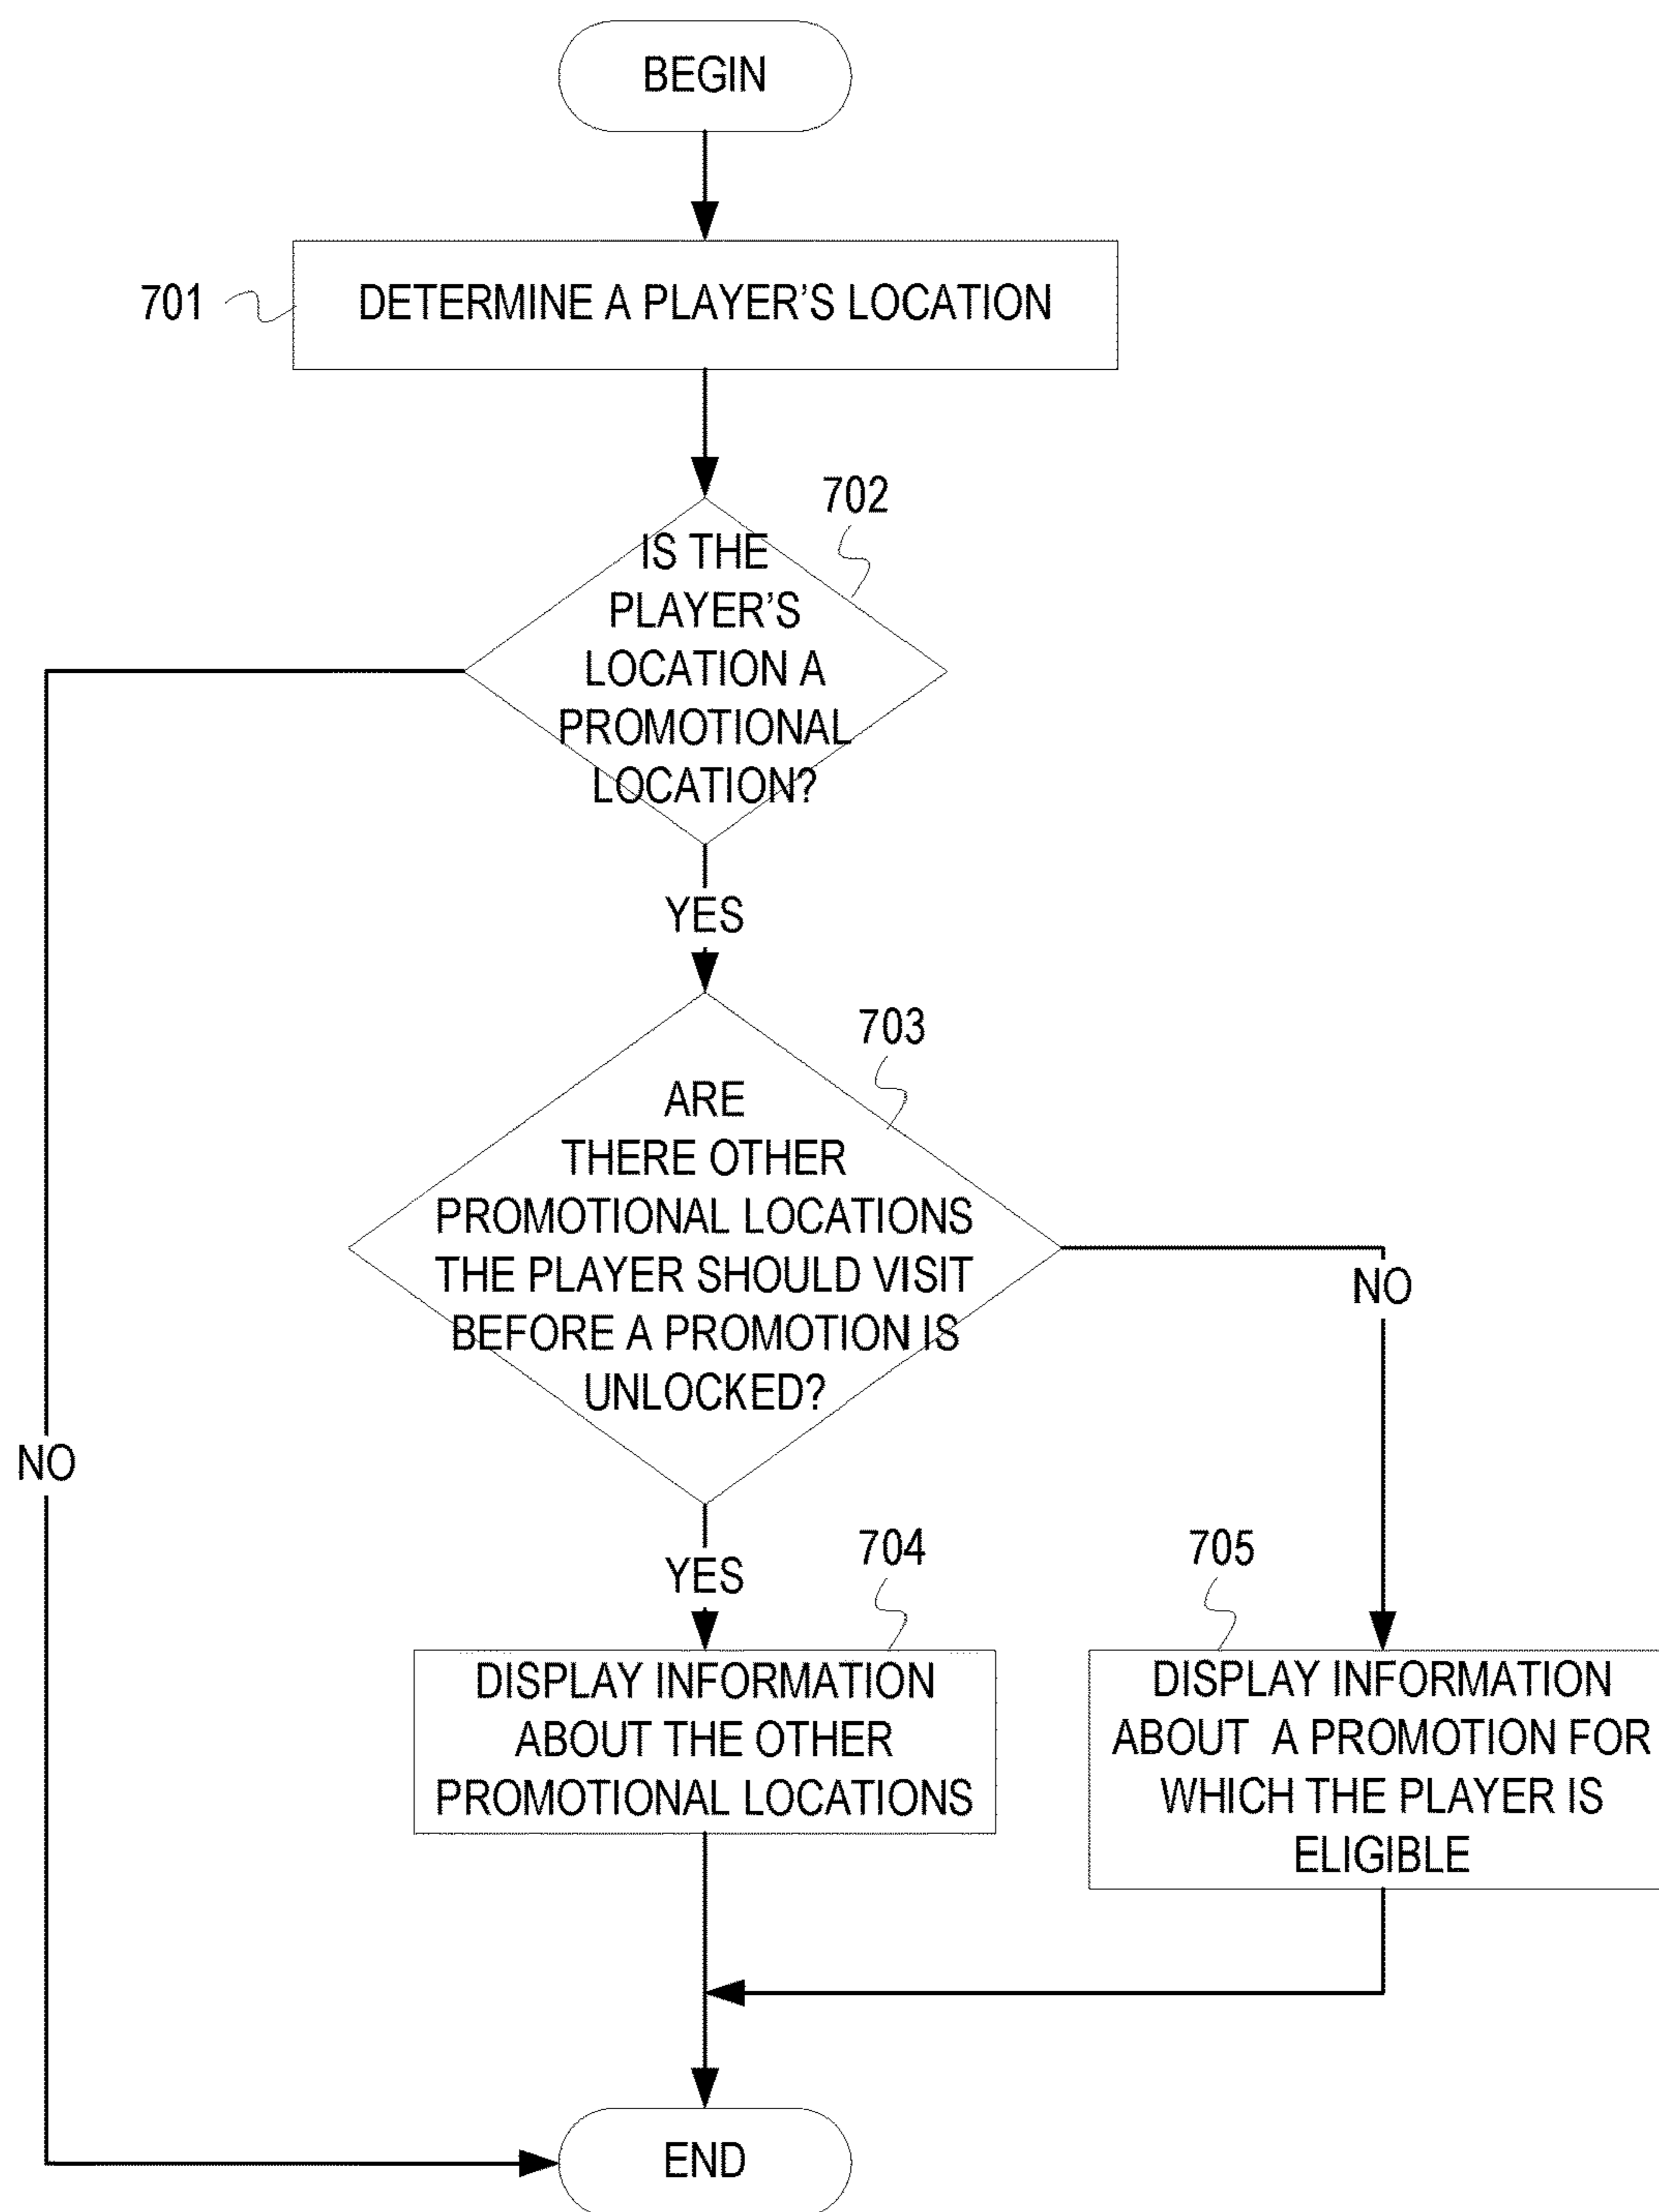 BEGIN
701
DETERMINE A PLAYER'S LOCATION
702
IS THE
PLAYER'S
LOCATION A
PROMOTIONAL
LOCATION?
YES
703
ARE
THERE OTHER
PROMOTIONAL LOCATIONS
THE PLAYER SHOULD VISIT
BEFORE A PROMOTION IS
UNLOCKED?
NO
NO
YES
704
705
DISPLAY INFORMATION
ABOUT THE OTHER
PROMOTIONAL LOCATIONS
DISPLAY INFORMATION
ABOUT A PROMOTION FOR
WHICH THE PLAYER IS
ELIGIBLE
END